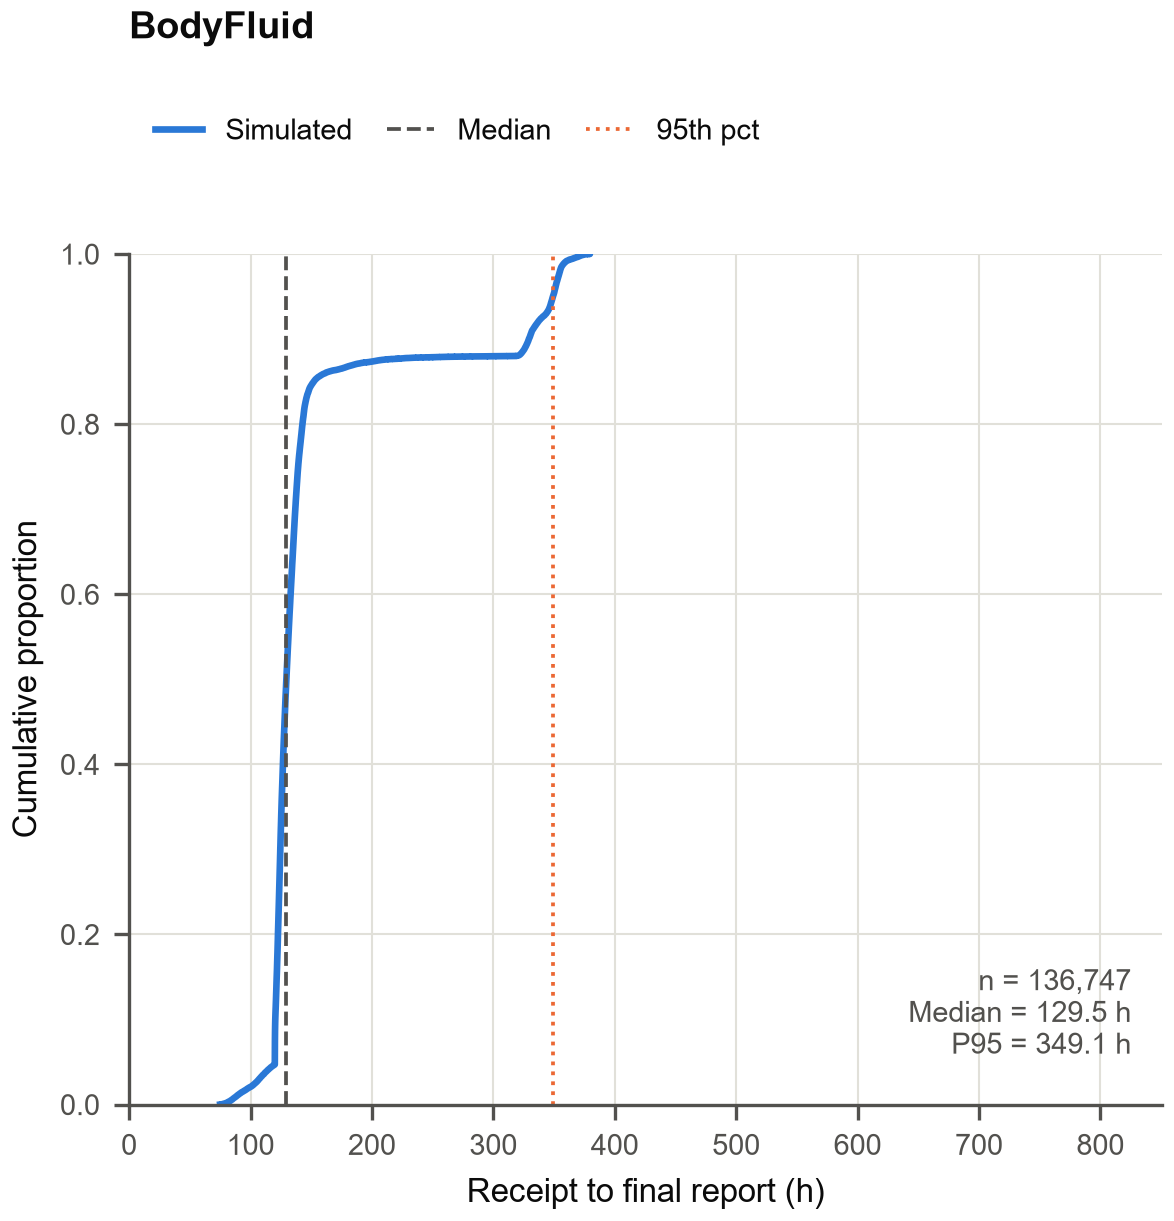 BodyFluid
Simulated Median 95th pct
1.0
0.8
0.6
0.4
0.2
0.0
Cumulative proportion
n = 136,747
Median = 129.5 h
P95 = 349.1 h
0 100 200 300 400 500 600 700 800
Receipt to final report (h)